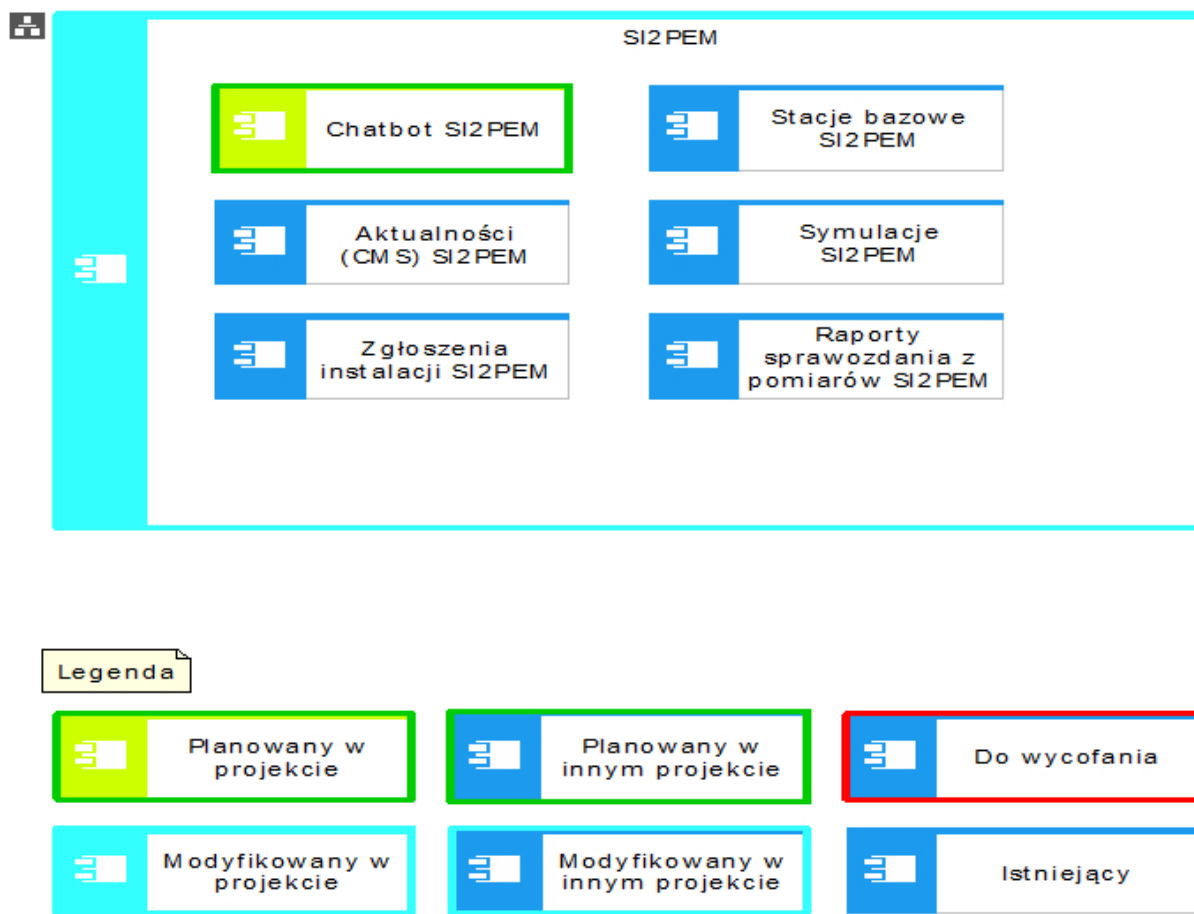 SI2PEM
Chatbot SI2PEM
Stacje bazowe
SI2PEM
Aktualności
(CMS) SI2PEM
Symulacje
SI2PEM
Zgłoszenia
instalacji SI2PEM
Raporty
sprawozdania z
pomiarów SI2PEM
Legenda
Planowany w
projekcie
Planowany w
innym projekcie
Do wycofania
Modyfikowany w
projekcie
Modyfikowany w
innym projekcie
Istniejący